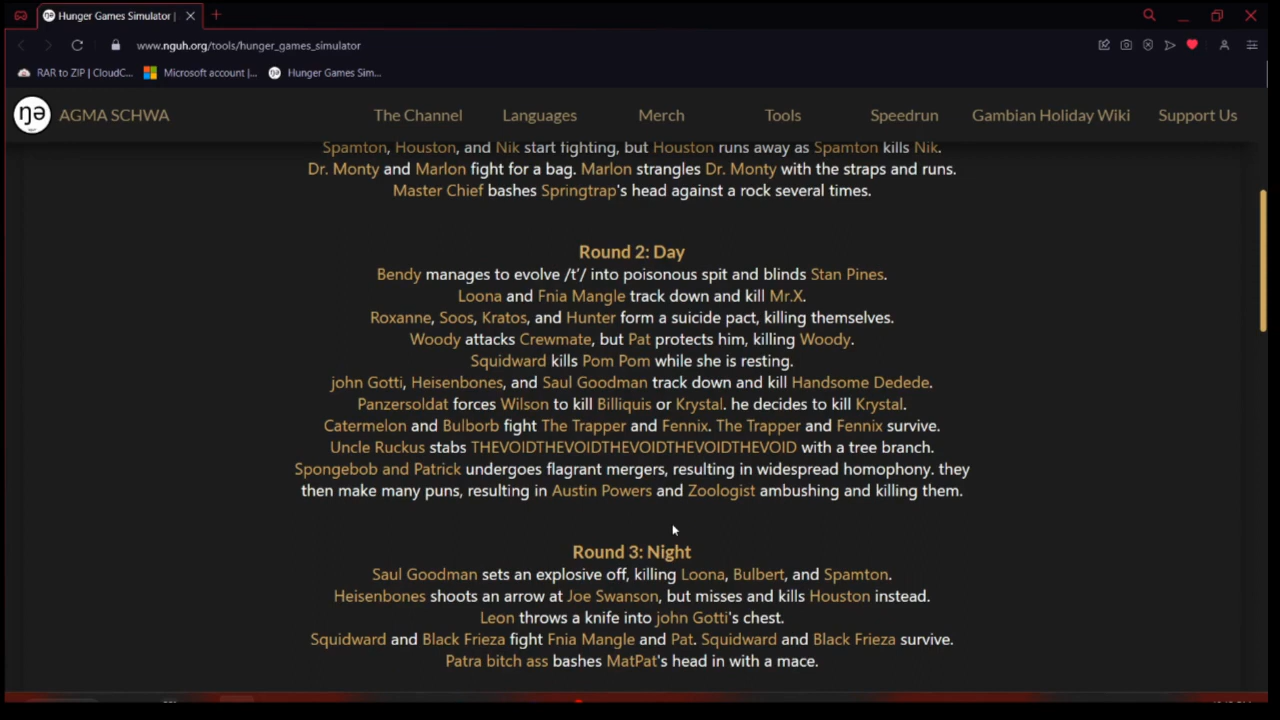 Hunger Games Simulator |
www.nguh.org/tools/hunger_games_simulator
RAR to ZIP | CloudC... Microsoft account |... Hunger Games Sim...
ŋə AGMA SCHWA The Channel Languages Merch Tools Speedrun Gambian Holiday Wiki Support Us
Spamton, Houston, and Nik start fighting, but Houston runs away as Spamton kills Nik.
Dr. Monty and Marlon fight for a bag. Marlon strangles Dr. Monty with the straps and runs.
Master Chief bashes Springtrap's head against a rock several times.
Round 2: Day
Bendy manages to evolve /t'/ into poisonous spit and blinds Stan Pines.
Loona and Fnia Mangle track down and kill Mr.X.
Roxanne, Soos, Kratos, and Hunter form a suicide pact, killing themselves.
Woody attacks Crewmate, but Pat protects him, killing Woody.
Squidward kills Pom Pom while she is resting.
john Gotti, Heisenbones, and Saul Goodman track down and kill Handsome Dedede.
Panzersoldat forces Wilson to kill Billiquis or Krystal. he decides to kill Krystal.
Catermelon and Bulborb fight The Trapper and Fennix. The Trapper and Fennix survive.
Uncle Ruckus stabs THEVOIDTHEVOIDTHEVOIDTHEVOIDTHEVOID with a tree branch.
Spongebob and Patrick undergoes flagrant mergers, resulting in widespread homophony. they
then make many puns, resulting in Austin Powers and Zoologist ambushing and killing them.
Round 3: Night
Saul Goodman sets an explosive off, killing Loona, Bulbert, and Spamton.
Heisenbones shoots an arrow at Joe Swanson, but misses and kills Houston instead.
Leon throws a knife into john Gotti's chest.
Squidward and Black Frieza fight Fnia Mangle and Pat. Squidward and Black Frieza survive.
Patra bitch ass bashes MatPat's head in with a mace.